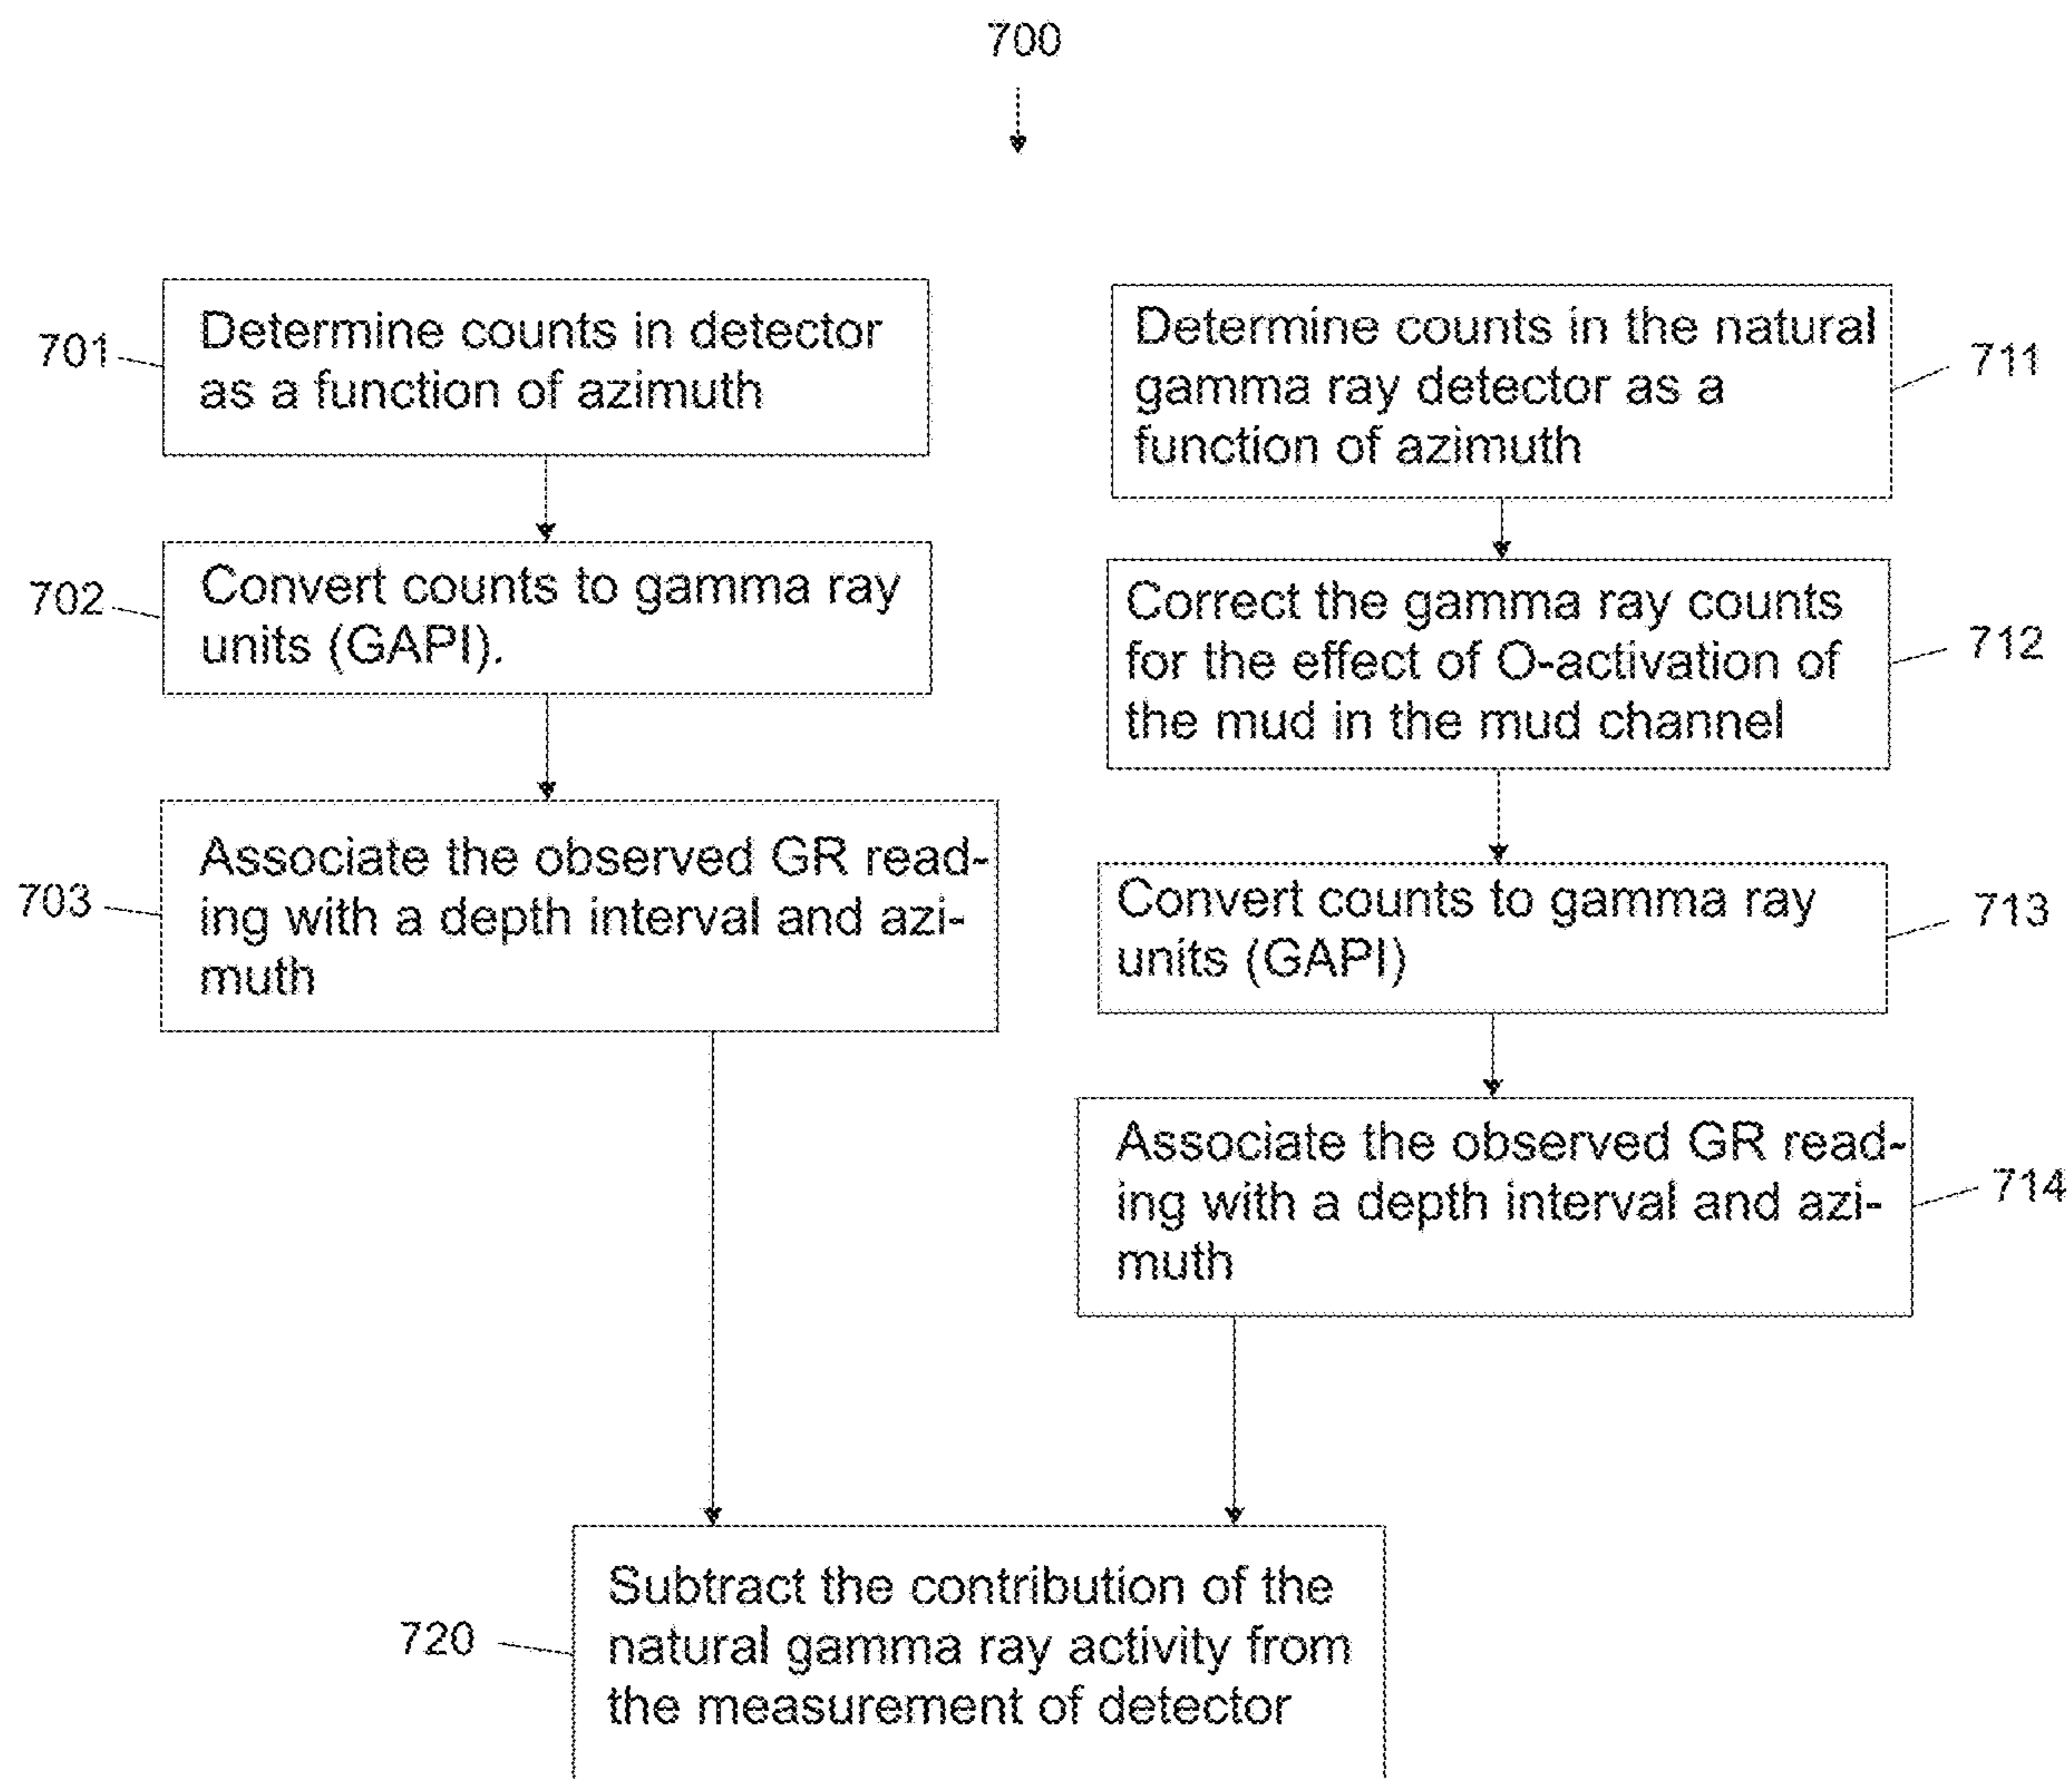 700
701
Determine counts in detector
as a function of azimuth
702
Convert counts to gamma ray
units (GAPI).
703
Associate the observed GR read-
ing with a depth interval and azi-
muth
Determine counts in the natural
gamma ray detector as a
function of azimuth
711
Correct the gamma ray counts
for the effect of O-activation of
the mud in the mud channel
712
Convert counts to gamma ray
units (GAPI)
713
Associate the observed GR read-
ing with a depth interval and azi-
muth
714
720
Subtract the contribution of the
natural gamma ray activity from
the measurement of detector